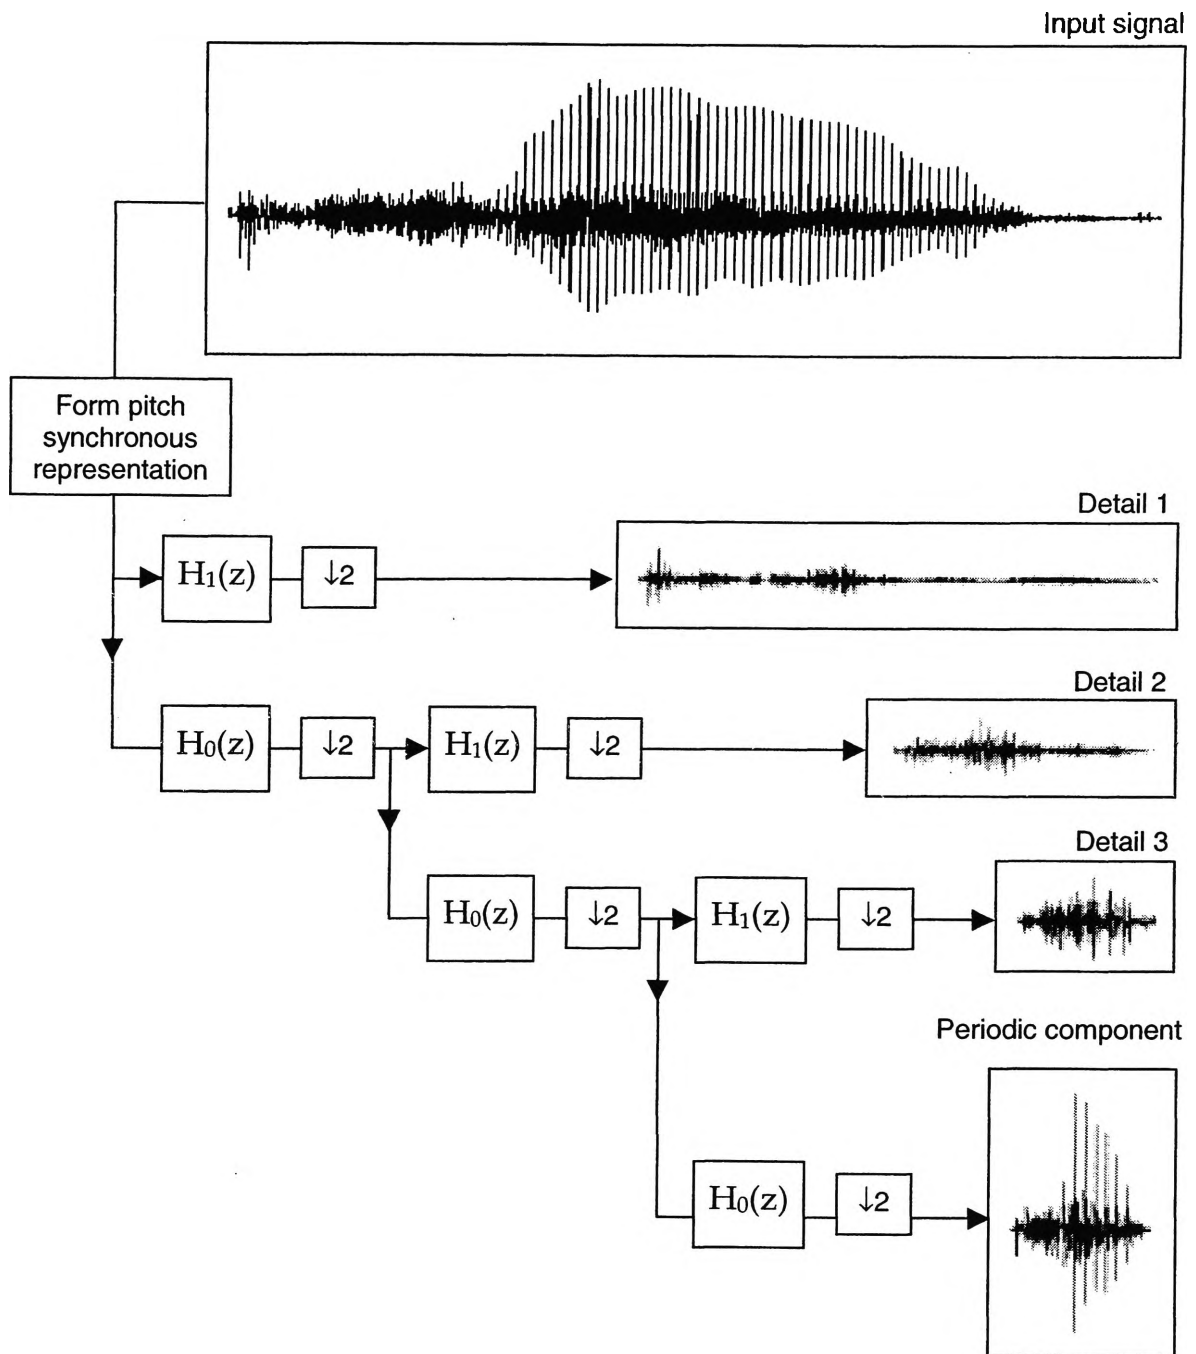 Input signal
Form pitch
synchronous
representation
Detail 1
H₁(z)
↓2
Detail 2
H₀(z)
↓2
H₁(z)
↓2
Detail 3
H₀(z)
↓2
H₁(z)
↓2
Periodic component
H₀(z)
↓2